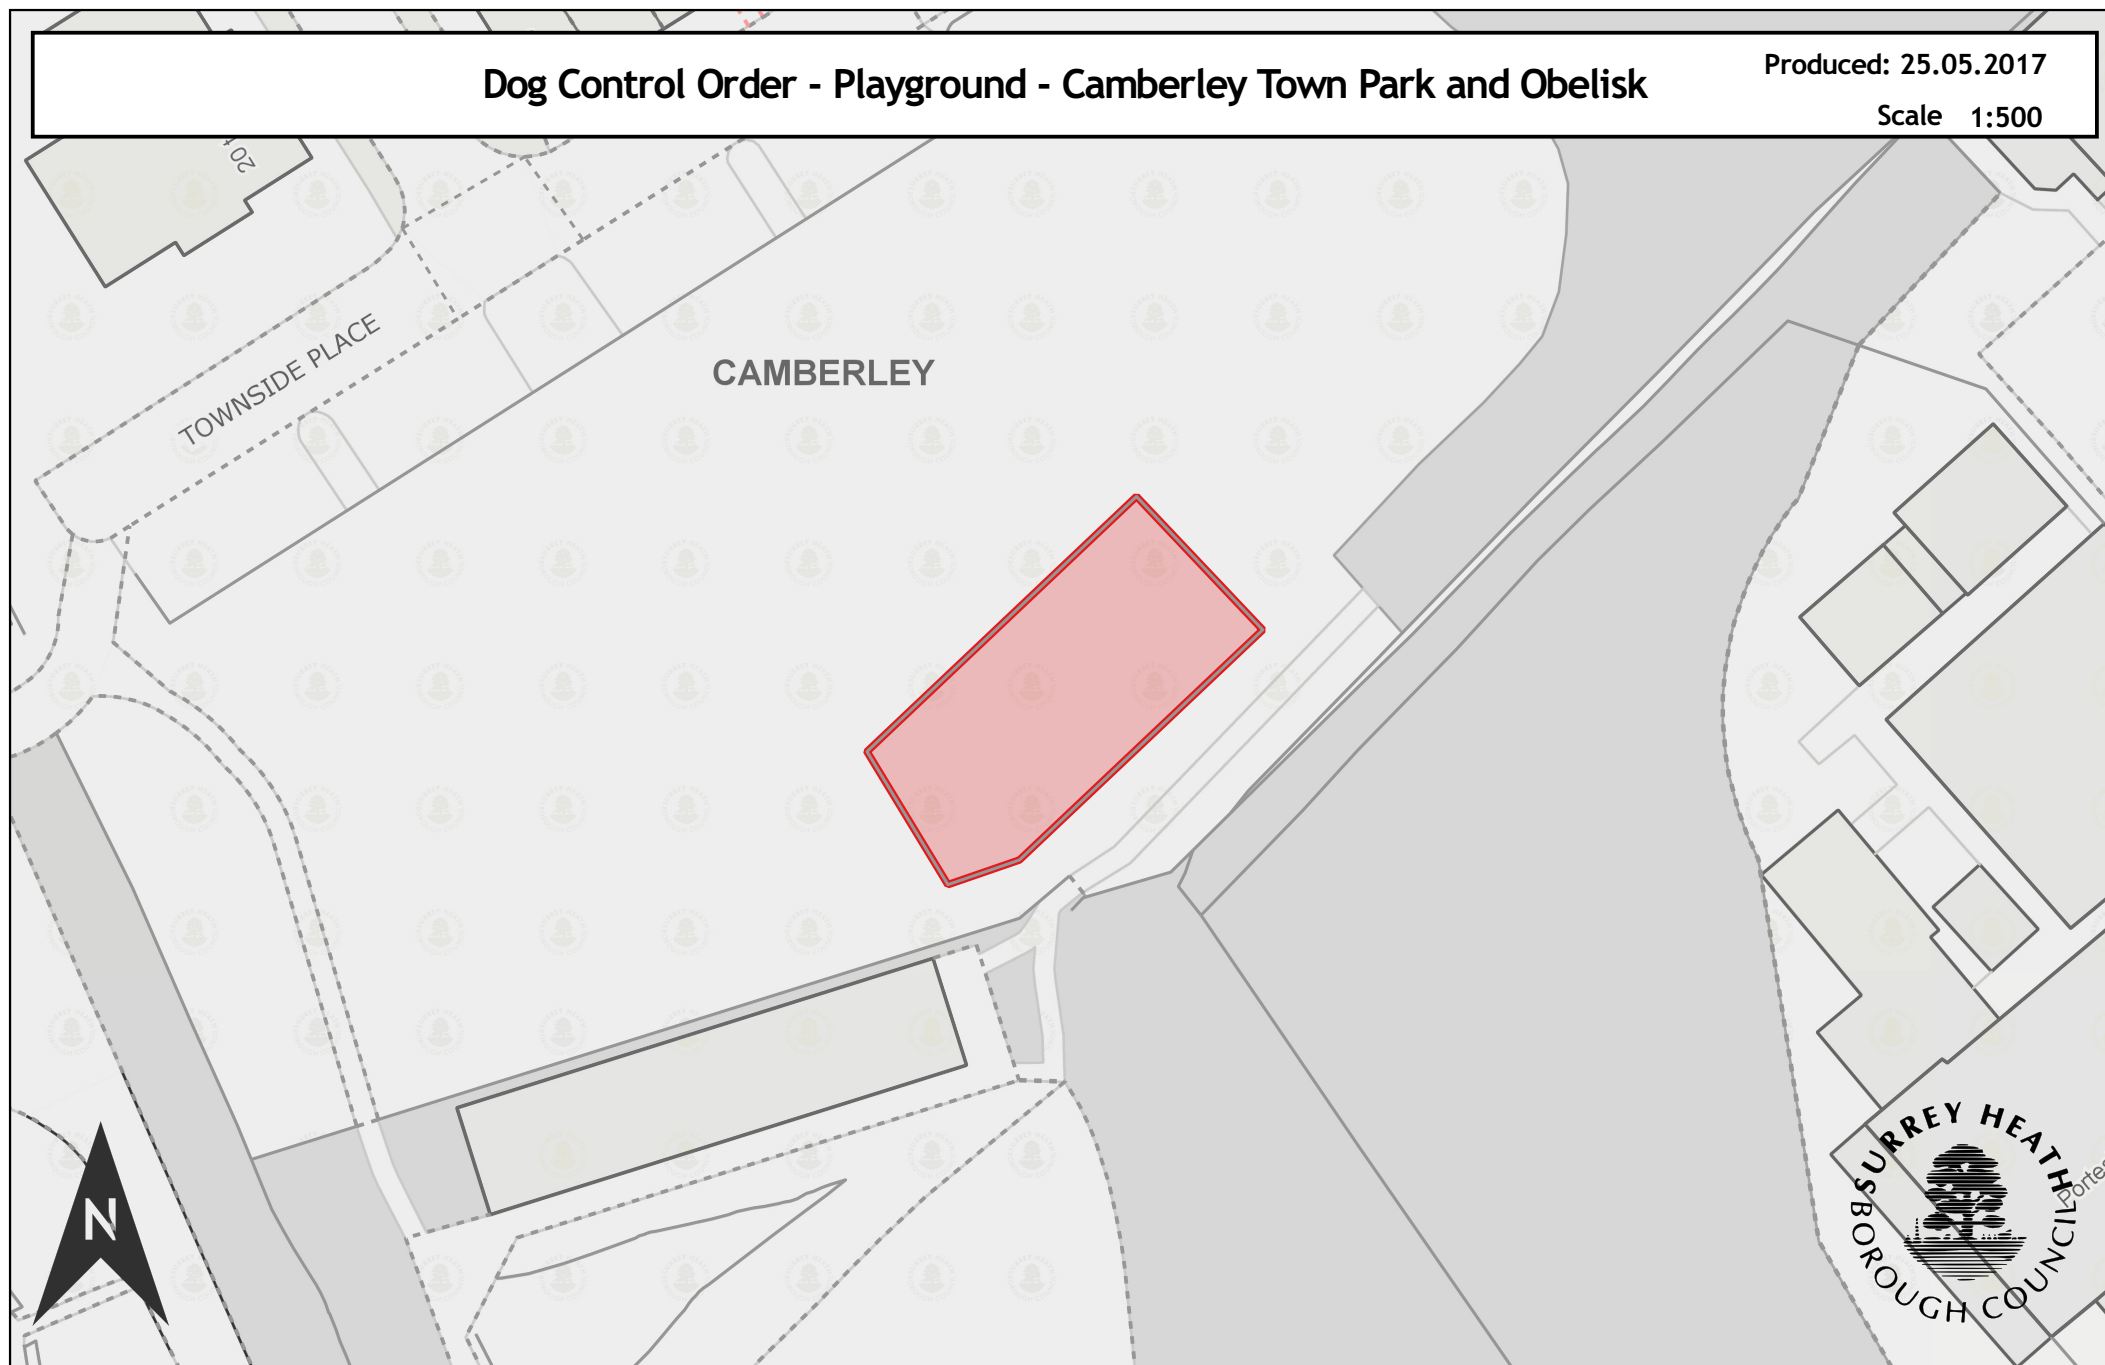 Dog Control Order - Playground - Camberley Town Park and Obelisk
Produced: 25.05.2017
Scale 1:500
20
TOWNSIDE PLACE
CAMBERLEY
N
SURREY HEATH
BOROUGH COUNCIL